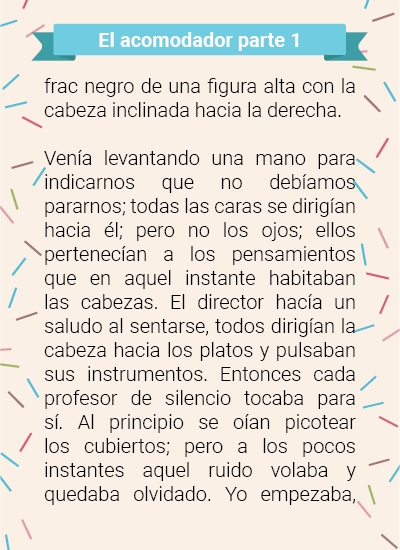 El acomodador parte 1
frac negro de una figura alta con la
cabeza inclinada hacia la derecha.
Venía levantando una mano para
indicarnos que no debíamos
pararnos; todas las caras se dirigían
hacia él; pero no los ojos; ellos
pertenecían a los pensamientos
que en aquel instante habitaban
las cabezas. El director hacía un
saludo al sentarse, todos dirigían la
cabeza hacia los platos y pulsaban
sus instrumentos. Entonces cada
profesor de silencio tocaba para
sí. Al principio se oían picotear
los cubiertos; pero a los pocos
instantes aquel ruido volaba y
quedaba olvidado. Yo empezaba,